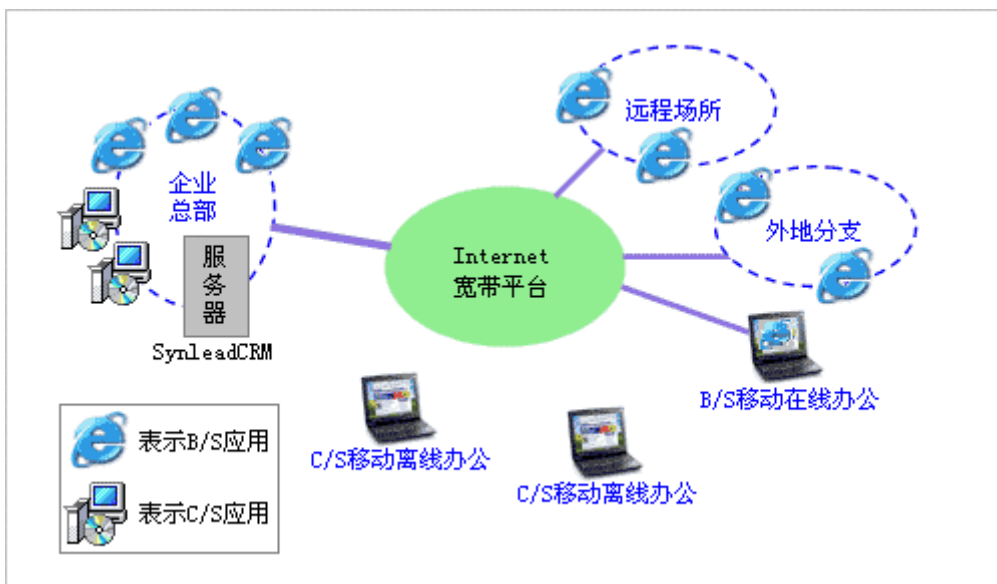 远程场所
企业
总部
外地分支
服
务
器
Internet
宽带平台
SynleadCRM
B/S移动在线办公
表示B/S应用
C/S移动离线办公
C/S移动离线办公
表示C/S应用